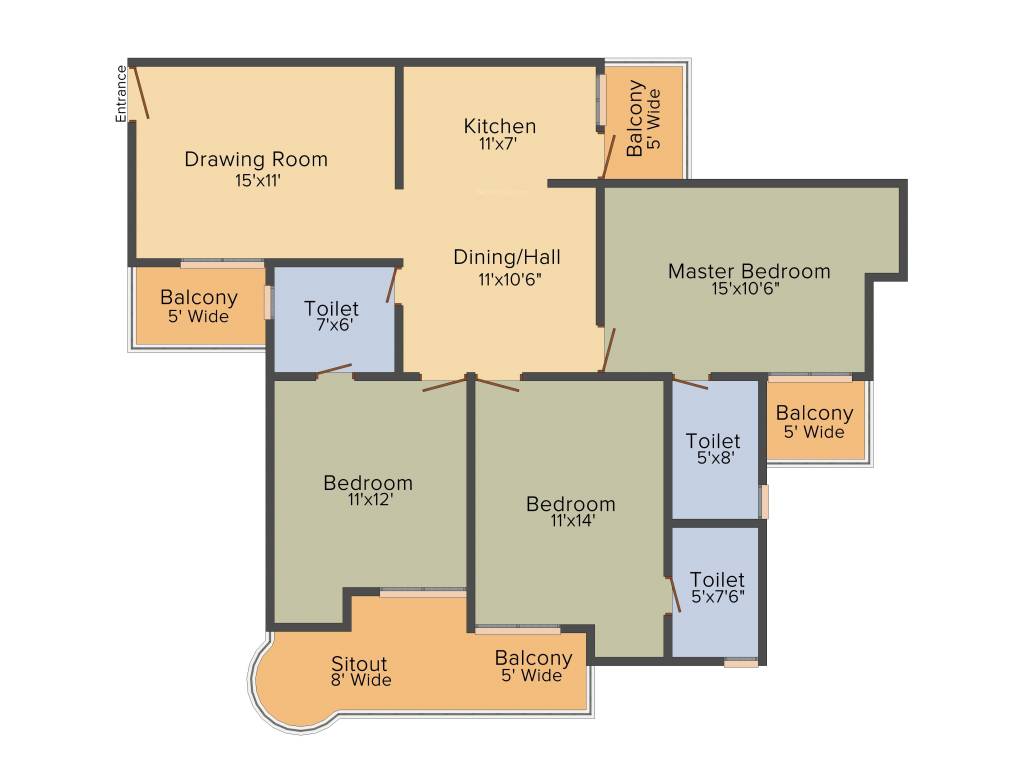 Entrance
Kitchen
11'x7'
Balcony
5' Wide
Drawing Room
15'x11'
Dining/Hall
11'x10'6"
Master Bedroom
15'x10'6"
Balcony
5' Wide
Toilet
7'x6'
Balcony
5' Wide
Toilet
5'x8'
Bedroom
11'x12'
Bedroom
11'x14'
Toilet
5'x7'6"
Sitout
8' Wide
Balcony
5' Wide